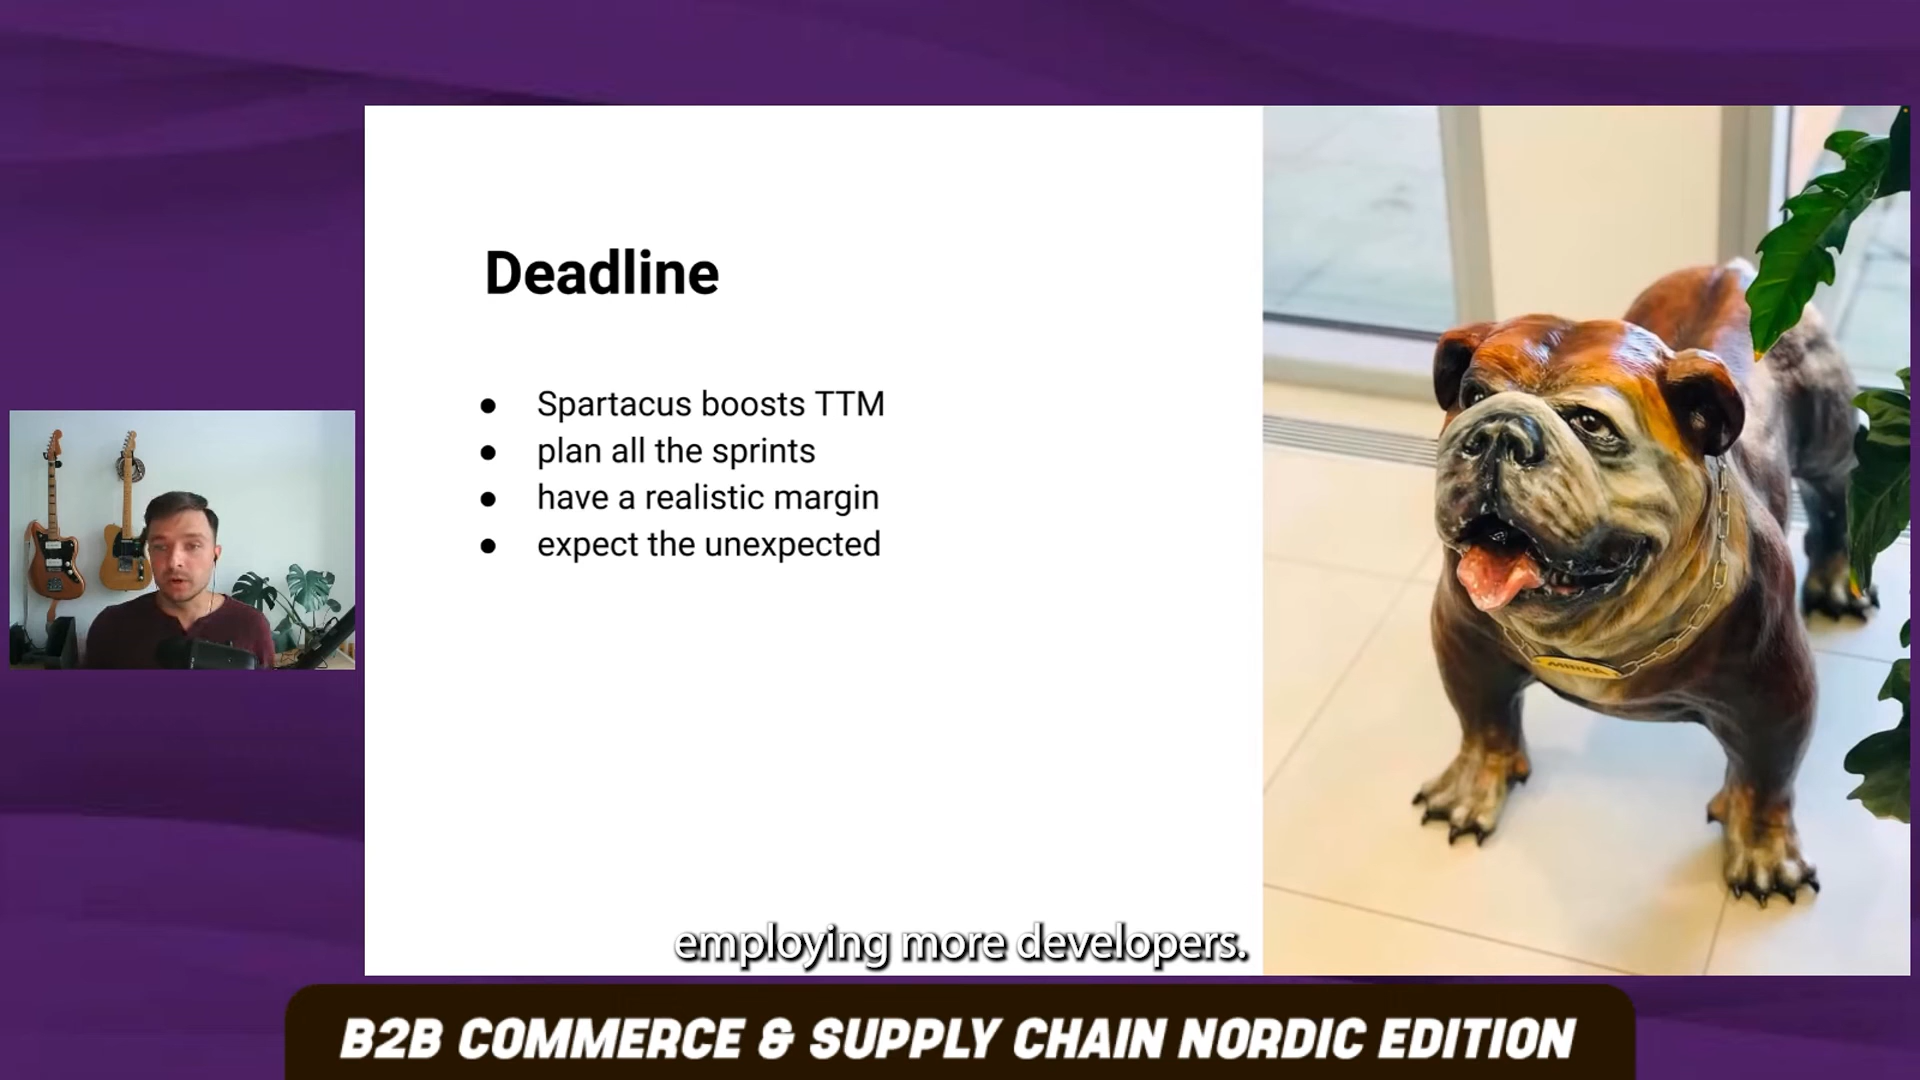 Deadline
Spartacus boosts TTM
plan all the sprints
have a realistic margin
expect the unexpected
employing more developers.
B2B COMMERCE & SUPPLY CHAIN NORDIC EDITION